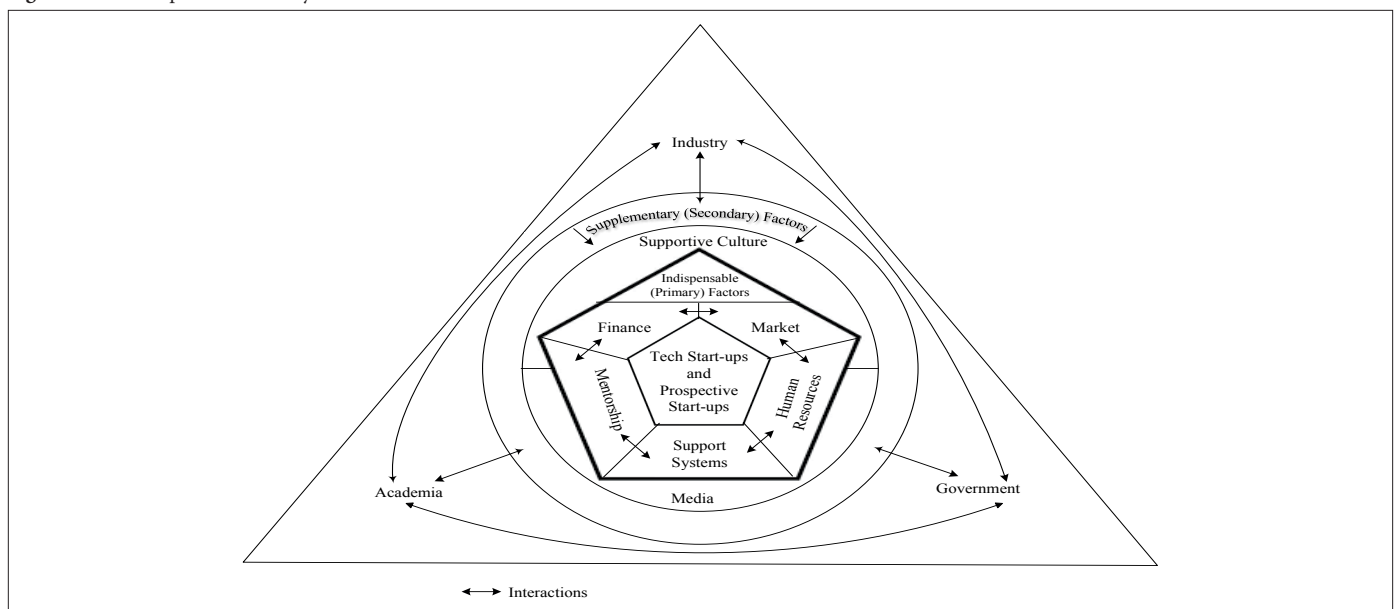 Industry
Supplementary (Secondary) Factors
Supportive Culture
Indispensable
(Primary) Factors
Finance
Market
Tech Start-ups
and
Prospective
Start-ups
Mentorship
Human
Resources
Support
Systems
Academia
Government
Media
Interactions